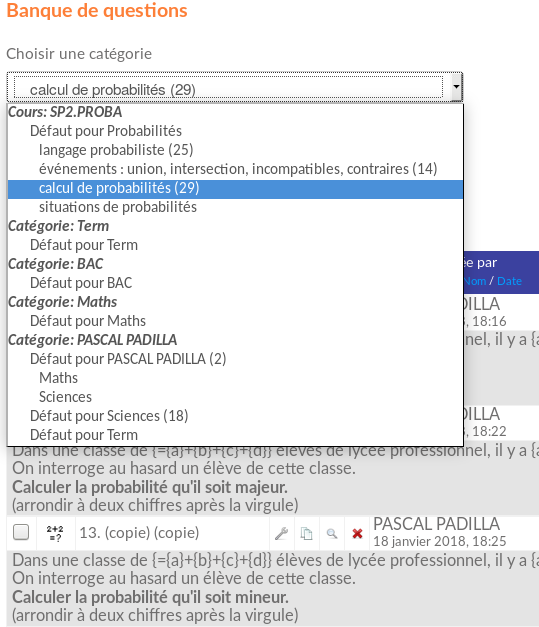 Banque de questions
Choisir une catégorie
calcul de probabilités (29)
Cours: SP2.PROBA
Défaut pour Probabilités
langage probabiliste (25)
événements : union, intersection, incompatibles, contraires (14)
calcul de probabilités (29)
situations de probabilités
Catégorie: Term
Défaut pour Term
Catégorie: BAC
Défaut pour BAC
Catégorie: Maths
Défaut pour Maths
Catégorie: PASCAL PADILLA
Défaut pour PASCAL PADILLA (2)
Maths
Sciences
Défaut pour Sciences (18)
Défaut pour Term
ée par
Nom / Date
DILLA
, 18:16
nel, il y a {a
DILLA
, 18:22
Dans une classe de {={a}+{b}+{c}+{d}} élèves de lycée professionnel, il y a {a
On interroge au hasard un élève de cette classe.
Calculer la probabilité qu'il soit majeur.
(arrondir à deux chiffres après la virgule)
2+2
=?
13. (copie) (copie)
PASCAL PADILLA
18 janvier 2018, 18:25
Dans une classe de {={a}+{b}+{c}+{d}} élèves de lycée professionnel, il y a {a
On interroge au hasard un élève de cette classe.
Calculer la probabilité qu'il soit mineur.
(arrondir à deux chiffres après la virgule)